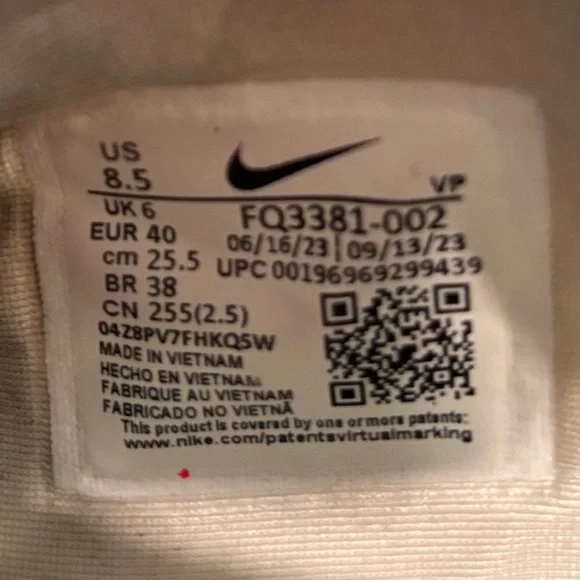 US
8.5
VP
UK 6
FQ3381-002
EUR 40
06/16/23 | 09/13/23
cm 25.5
UPC 00196969299439
BR 38
CN 255(2.5)
04Z8PV7FHKQ5W
MADE IN VIETNAM
HECHO EN VIETNAM
FABRIQUE AU VIETNAM
FABRICADO NO VIETNÃ
This product is covered by one or more patents:
www.nike.com/patentsvirtualmarking